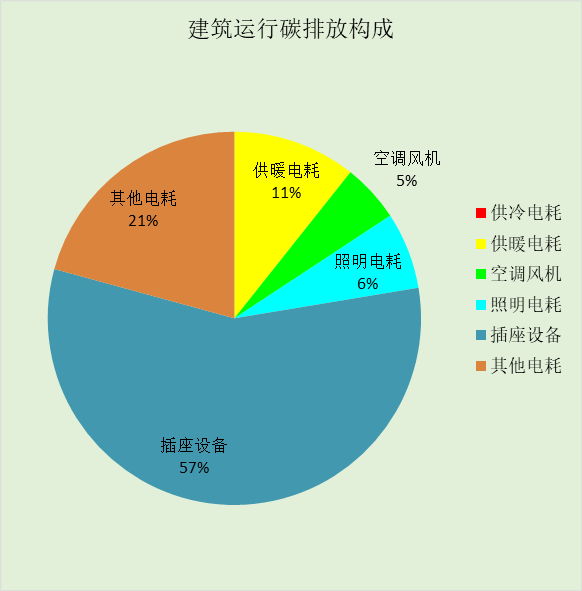 建筑运行碳排放构成
供暖电耗
11%
空调风机
5%
照明电耗
6%
插座设备
57%
其他电耗
21%
供冷电耗
供暖电耗
空调风机
照明电耗
插座设备
其他电耗